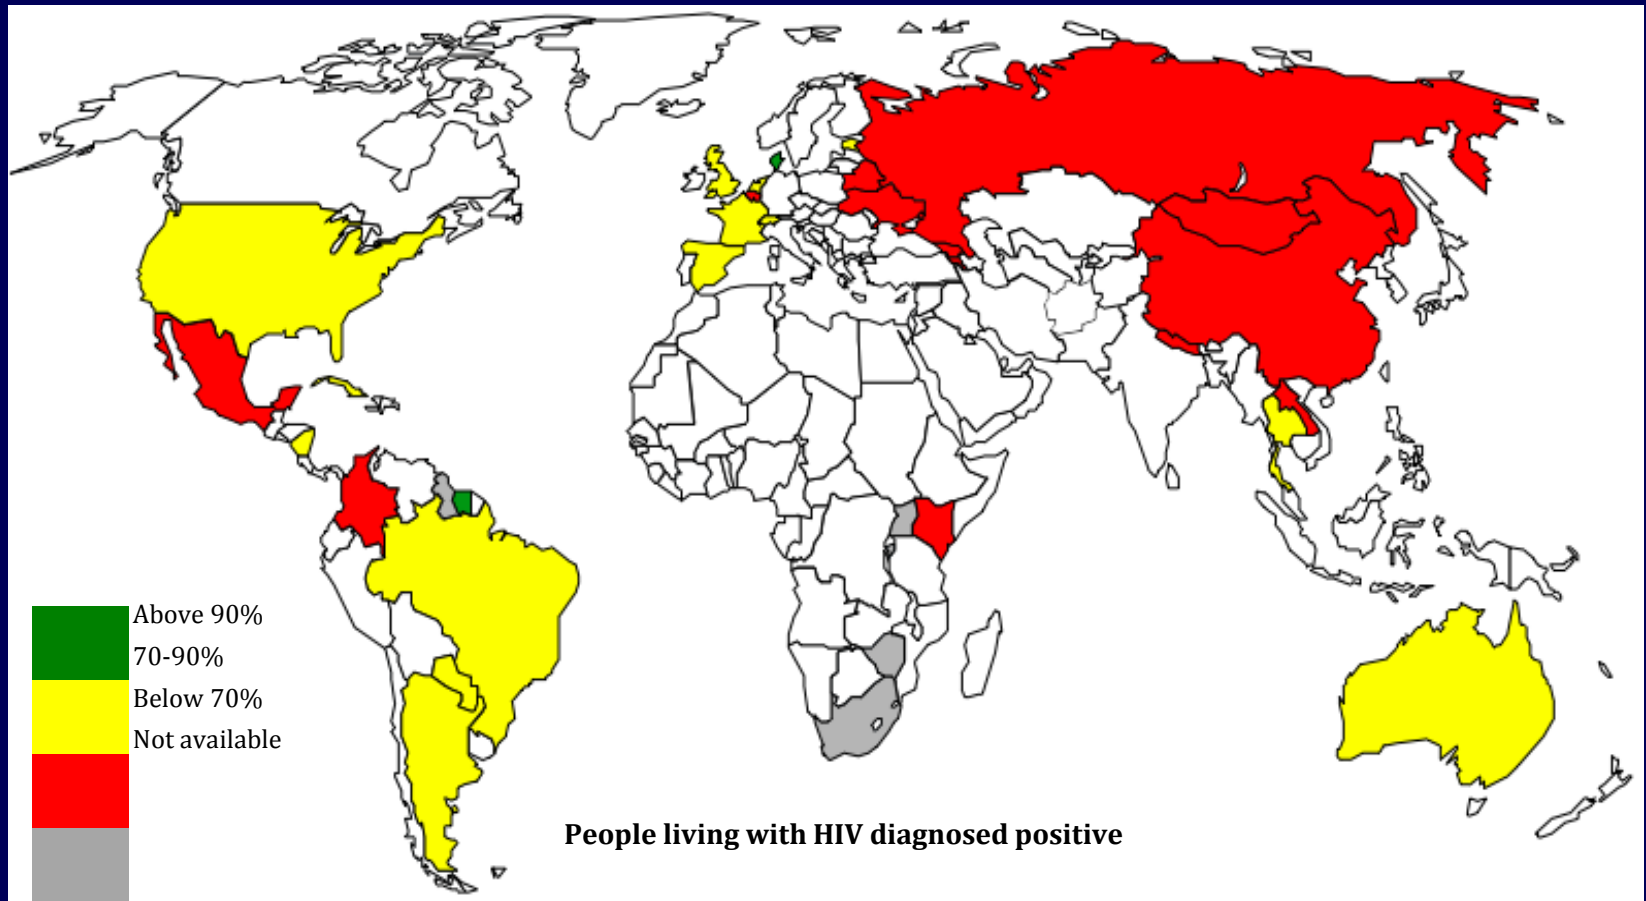 Above 90%
70-90%
Below 70%
Not available
People living with HIV diagnosed positive